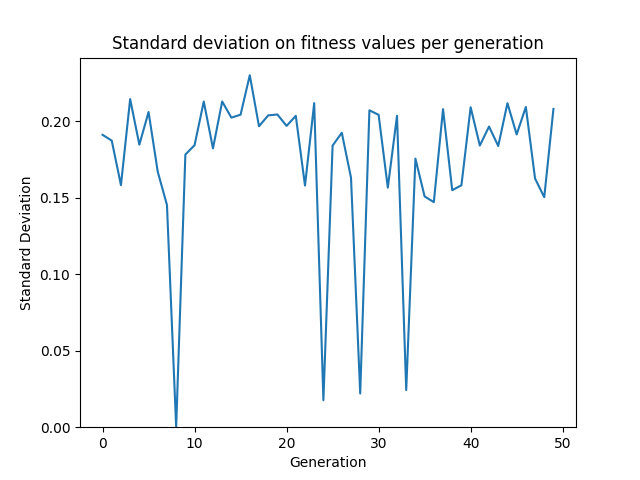 Standard deviation on fitness values per generation
Standard Deviation
0.20
0.15
0.10
0.05
0.00
0 10 20 30 40 50
Generation